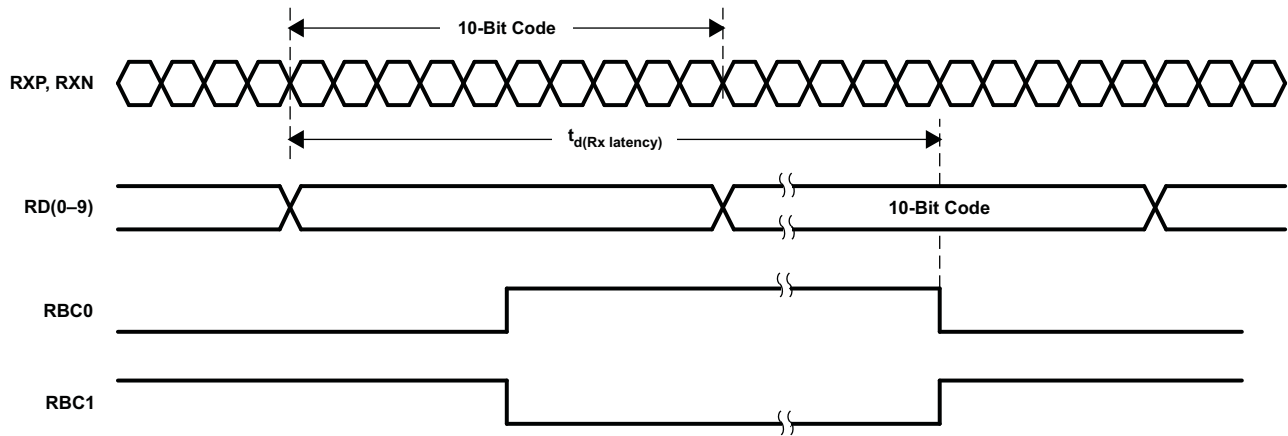 10-Bit Code
RXP, RXN
td(Rx latency)
RD(0–9)
10-Bit Code
RBC0
RBC1